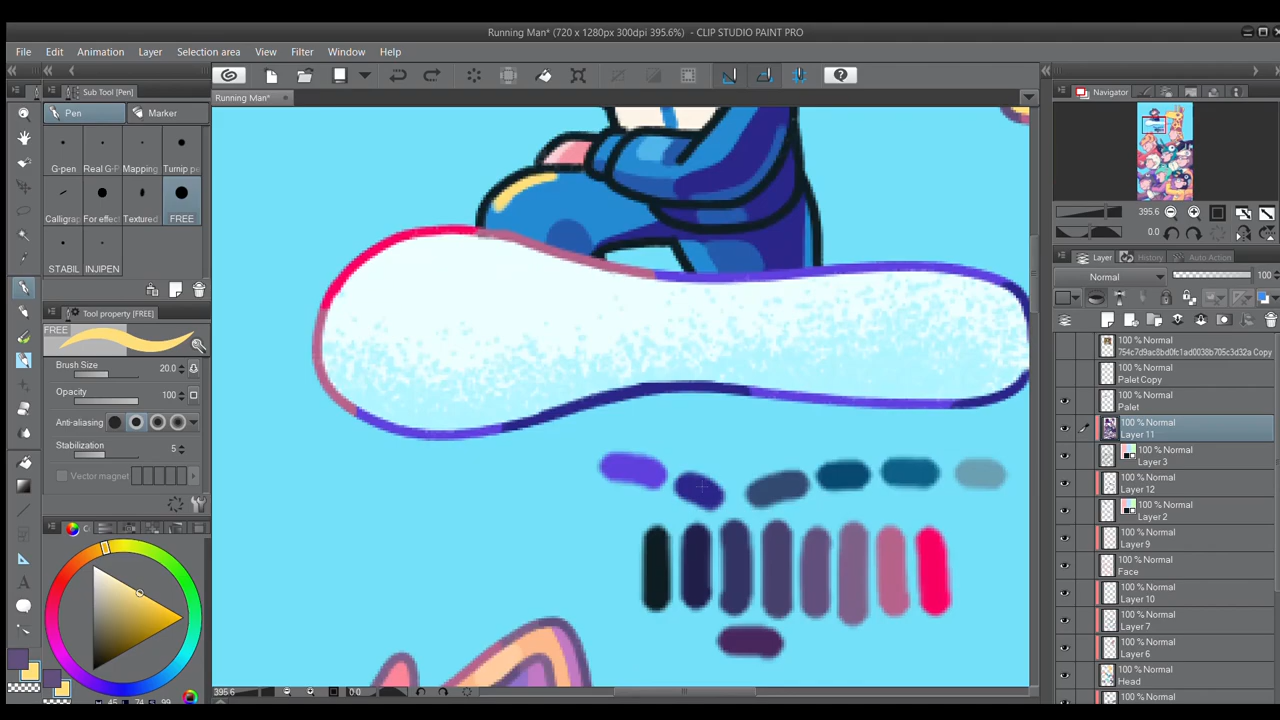 Running Man* (720 x 1280px 300dpi 395.6%) - CLIP STUDIO PAINT PRO
File Edit Animation Layer Selection area View Filter Window Help
Sub Tool [Pen]
Running Man*
Navigator
Pen Marker
G-pen Real G-F Mapping Turnip p
Calligrap For effec Textured FREE
STABIL INJIPEN
395.6
0.0
Layer History Auto Action
Normal 100
Tool property [FREE]
FREE
Brush Size 20.0
Opacity 100
Anti-aliasing
Stabilization 5
Vector magnet
100 % Normal
754c7d9ac8bd0fc1ad0038b705c3d32a Copy
100 % Normal
Palet Copy
100 % Normal
Palet
100 % Normal
Layer 11
100 % Normal
Layer 3
100 % Normal
Layer 12
100 % Normal
Layer 2
100 % Normal
Layer 9
100 % Normal
Face
100 % Normal
Layer 10
100 % Normal
Layer 7
100 % Normal
Layer 6
100 % Normal
Head
100 % Normal
395.6 0.0